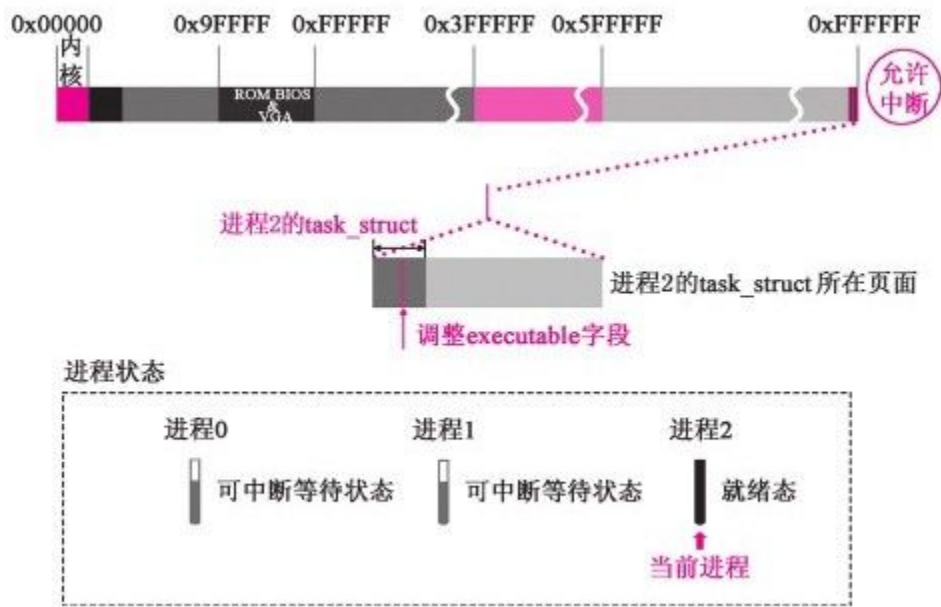 0x00000 0x9FFFF 0xFFFFF 0x3FFFFF 0x5FFFFF 0xFFFFFF
内
核
ROM BIOS
&
VGA
允许
中断
进程2的task_struct
进程2的task_struct所在页面
调整executable字段
进程状态
进程0 进程1 进程2
可中断等待状态 可中断等待状态 就绪态
当前进程